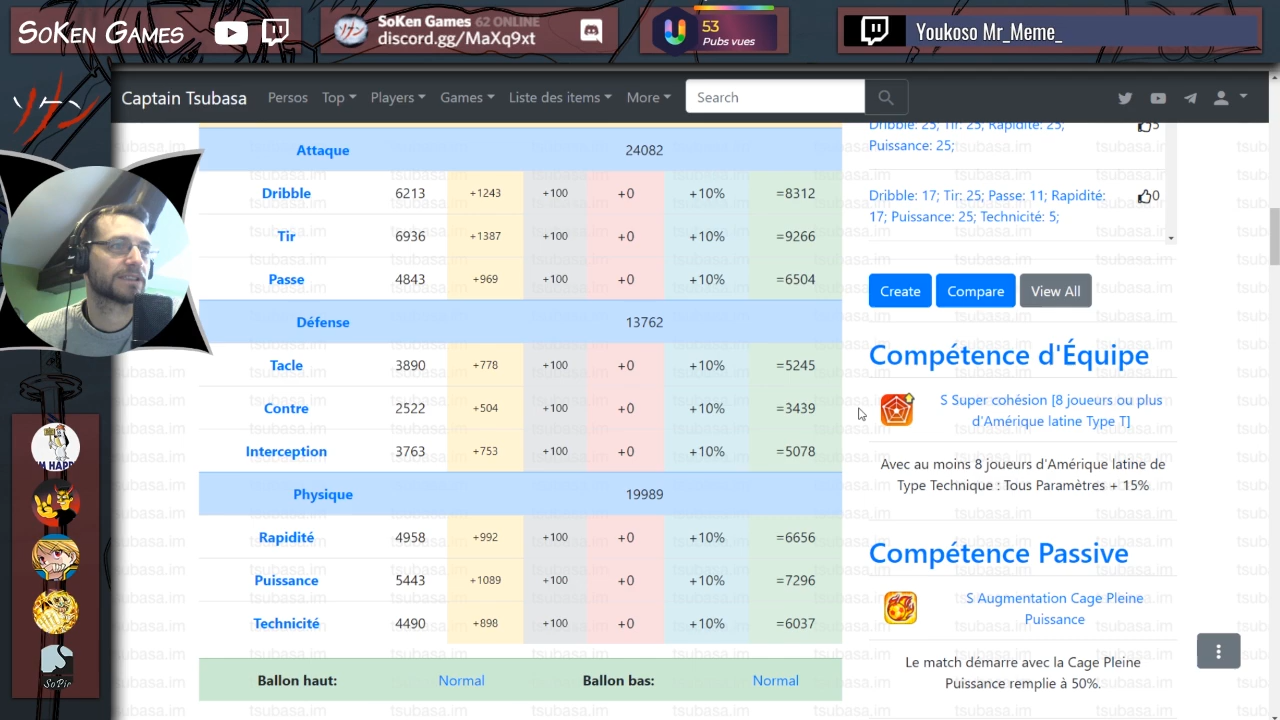 SoKen Games
SoKen Games 62 ONLINE
discord.gg/MaXq9xt
53
Pubs vues
Youkoso Mr_Meme_
Captain Tsubasa
Persos
Top
Players
Games
Liste des items
More
Search
Attaque 24082
Dribble 6213 +1243 +100 +0 +10% =8312
Tir 6936 +1387 +100 +0 +10% =9266
Passe 4843 +969 +100 +0 +10% =6504
Défense 13762
Tacle 3890 +778 +100 +0 +10% =5245
Contre 2522 +504 +100 +0 +10% =3439
Interception 3763 +753 +100 +0 +10% =5078
Physique 19989
Rapidité 4958 +992 +100 +0 +10% =6656
Puissance 5443 +1089 +100 +0 +10% =7296
Technicité 4490 +898 +100 +0 +10% =6037
Ballon haut: Normal Ballon bas: Normal
Dribble: 25; Tir: 25; Rapidité: 25;
Puissance: 25;
Dribble: 17; Tir: 25; Passe: 11; Rapidité:
17; Puissance: 25; Technicité: 5;
0
Create Compare View All
Compétence d'Équipe
S Super cohésion [8 joueurs ou plus
d'Amérique latine Type T]
Avec au moins 8 joueurs d'Amérique latine de
Type Technique : Tous Paramètres + 15%
Compétence Passive
S Augmentation Cage Pleine
Puissance
Le match démarre avec la Cage Pleine
Puissance remplie à 50%.
tsubasa.im